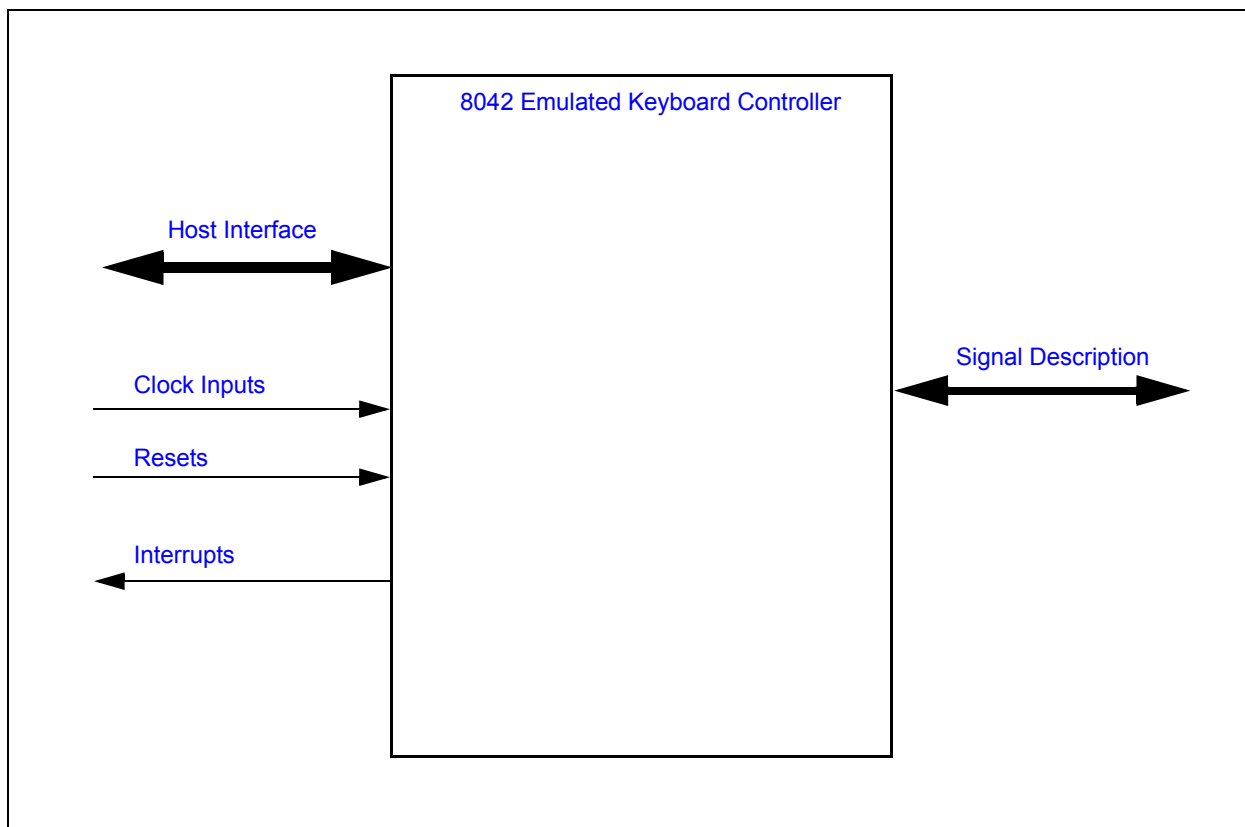 8042 Emulated Keyboard Controller
Host Interface
Signal Description
Clock Inputs
Resets
Interrupts